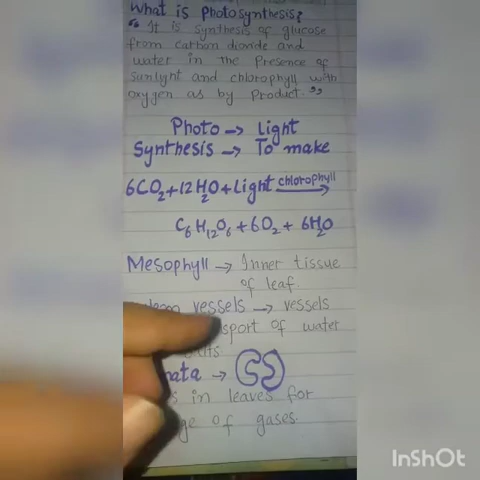 What is Photosynthesis?
" It is synthesis of glucose
from carbon dioxide and
water in the presence of
sunlight and chlorophyll with
oxygen as by product."
Photo → Light
Synthesis → To make
6CO2+12H2O+Light chlorophyll →
C6H12O6+6O2+6H2O
Mesophyll → Inner tissue
of leaf.
vessels → vessels
sport of water
ata →
s in leaves for
ge of gases.
InShOt